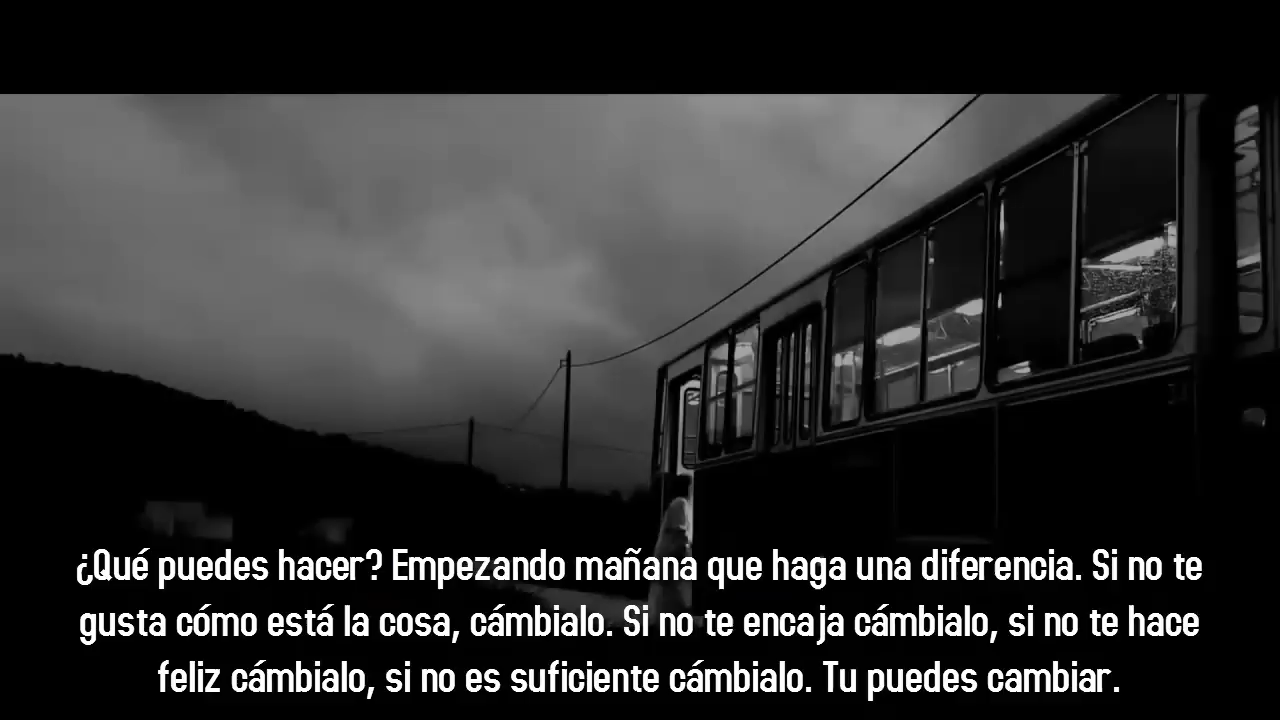 ¿Qué puedes hacer? Empezando mañana que haga una diferencia. Si no te
gusta cómo está la cosa, cámbialo. Si no te encaja cámbialo, si no te hace
feliz cámbialo, si no es suficiente cámbialo. Tu puedes cambiar.